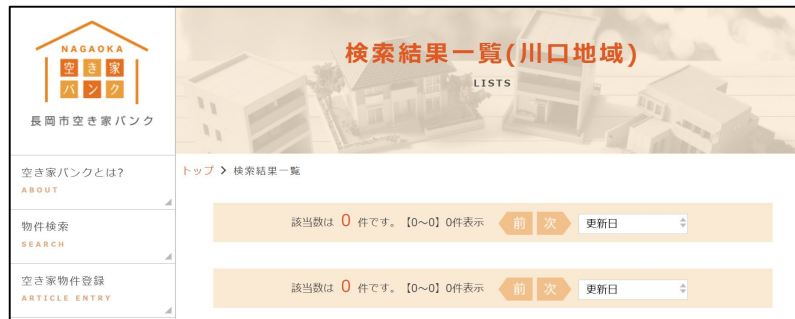 NAGAOKA
空き家
バンク
長岡市空き家バンク
空き家バンクとは?
ABOUT
物件検索
SEARCH
空き家物件登録
ARTICLE ENTRY
検索結果一覧(川口地域)
LISTS
トップ > 検索結果一覧
該当数は 0 件です。【0～0】0件表示 前 次 更新日
該当数は 0 件です。【0～0】0件表示 前 次 更新日